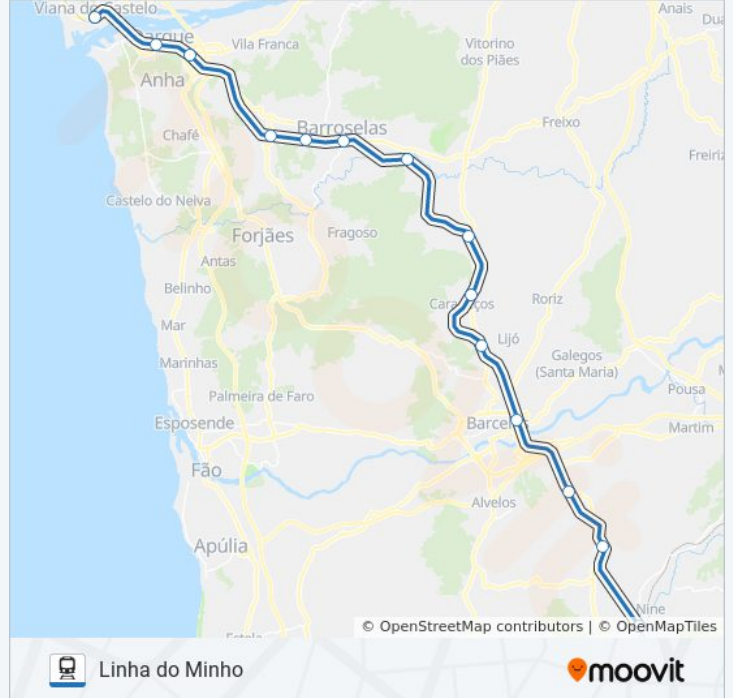 Viana do Castelo
Anais
Darque
Vila Franca
Vitorino
dos Piães
Anha
Barroselas
Freixo
Chafé
Castelo do Neiva
Fragoso
Forjães
Antas
Belinho
Roriz
Mar
Lijó
Marinhas
Galegos
(Santa Maria)
Pousa
Palmeira de Faro
Esposende
Martim
Fão
Alvelos
Apúlia
Nine
© OpenStreetMap contributors | © OpenMapTiles
Linha do Minho
moovit